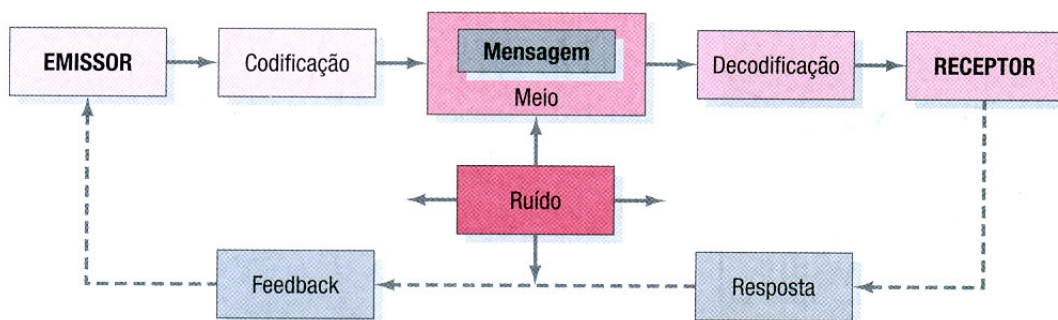 EMISSOR
Codificação
Mensagem
Meio
Decodificação
RECEPTOR
Ruído
Feedback
Resposta